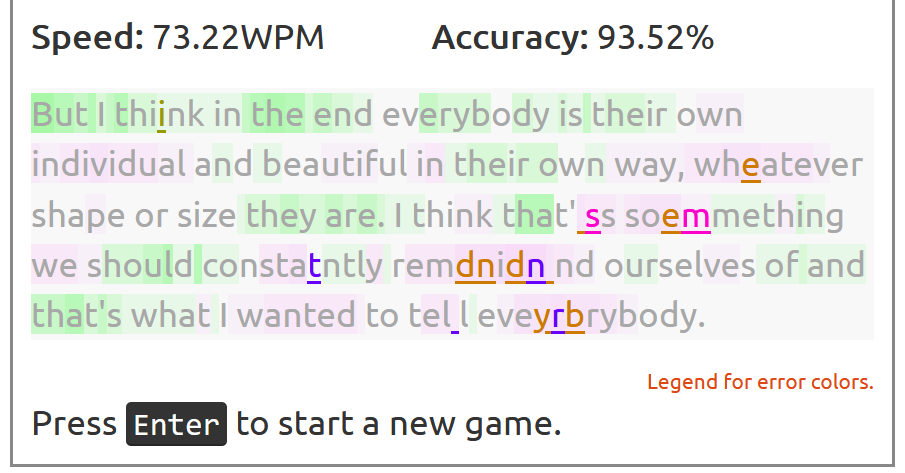 Speed: 73.22WPM Accuracy: 93.52%
But I thiink in the end everybody is their own
individual and beautiful in their own way, wheatever
shape or size they are. I think that' ss soemmething
we should constatntly remdnidn nd ourselves of and
that's what I wanted to tel l eveyrbrybody.
Legend for error colors.
Press Enter to start a new game.